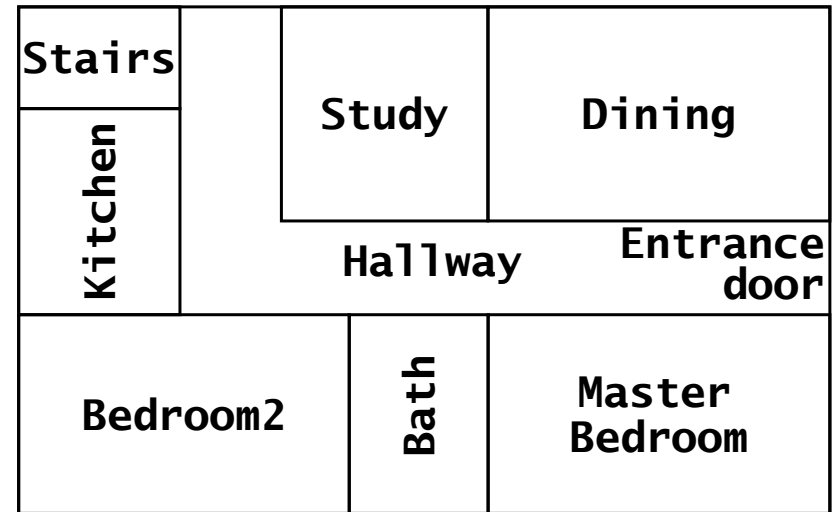 Stairs
Study
Dining
Kitchen
Hallway
Entrance
door
Bedroom2
Bath
Master
Bedroom